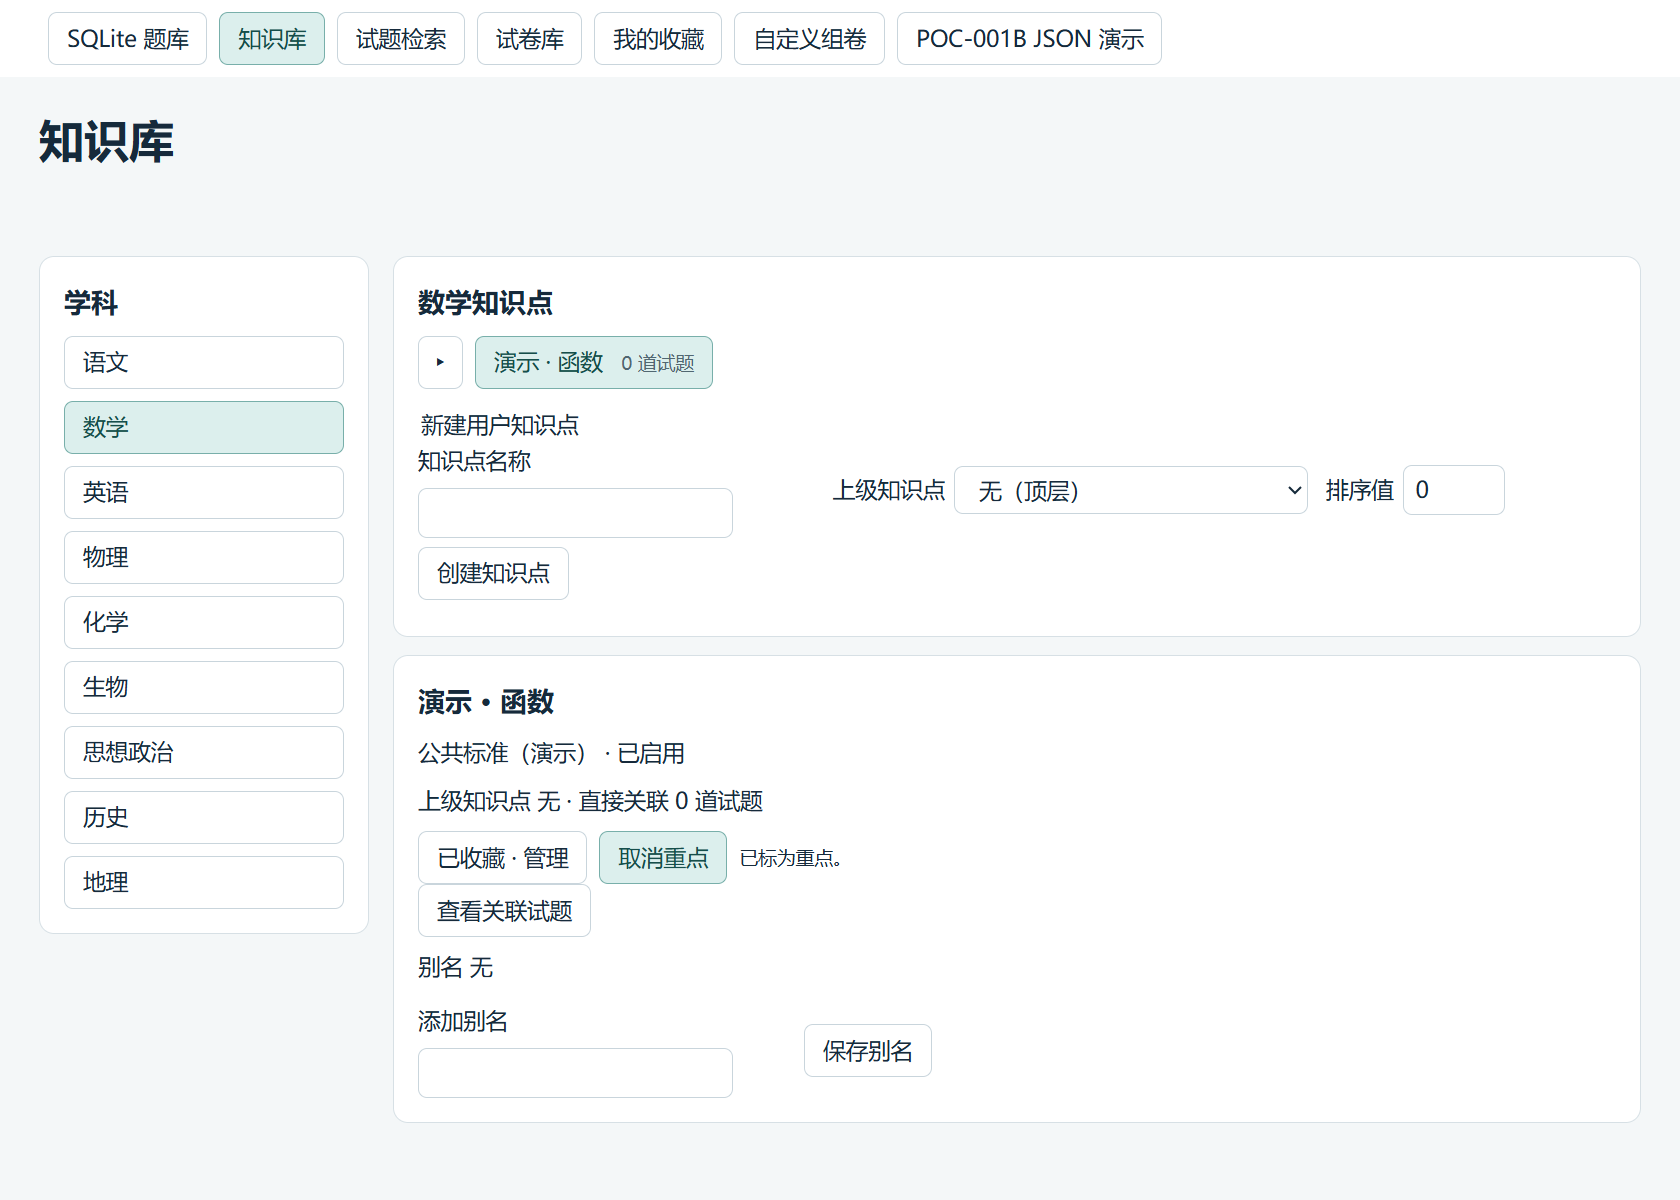 SQLite 题库 知识库 试题检索 试卷库 我的收藏 自定义组卷 POC-001B JSON 演示
知识库
学科
语文
数学
英语
物理
化学
生物
思想政治
历史
地理
数学知识点
演示 · 函数 0 道试题
新建用户知识点
知识点名称
上级知识点 无（顶层） 排序值 0
创建知识点
演示 · 函数
公共标准（演示） · 已启用
上级知识点 无 · 直接关联 0 道试题
已收藏 · 管理 取消重点 已标为重点。
查看关联试题
别名 无
添加别名
保存别名